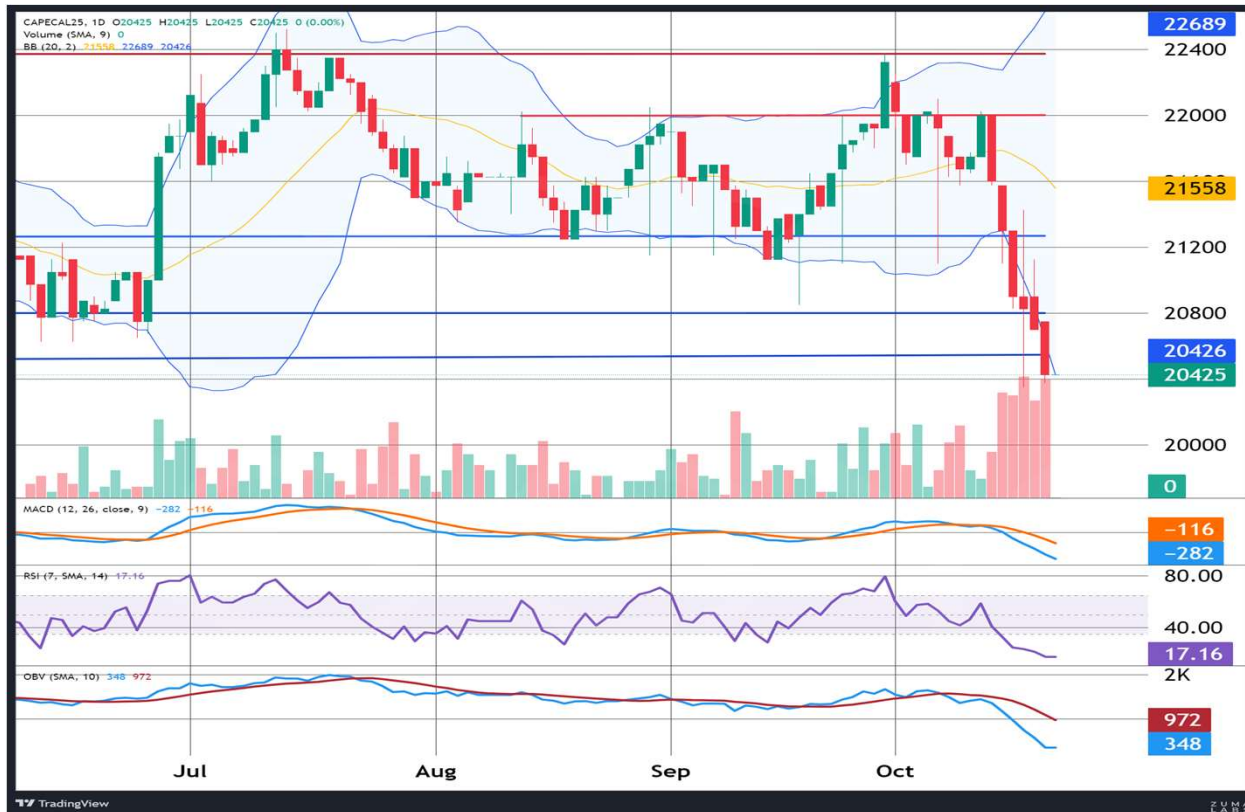 CAPECAL25, 1D O20425 H20425 L20425 C20425 0 (0.00%)
Volume (SMA, 9) 0
BB (20, 2) 21558 22689 20426
22689
22400
22000
21558
21200
20800
20426
20425
20000
0
MACD (12, 26, close, 9) −282 −116
−116
−282
RSI (7, SMA, 14) 17.16
80.00
40.00
17.16
OBV (SMA, 10) 348 972
2K
972
348
Jul Aug Sep Oct
TradingView